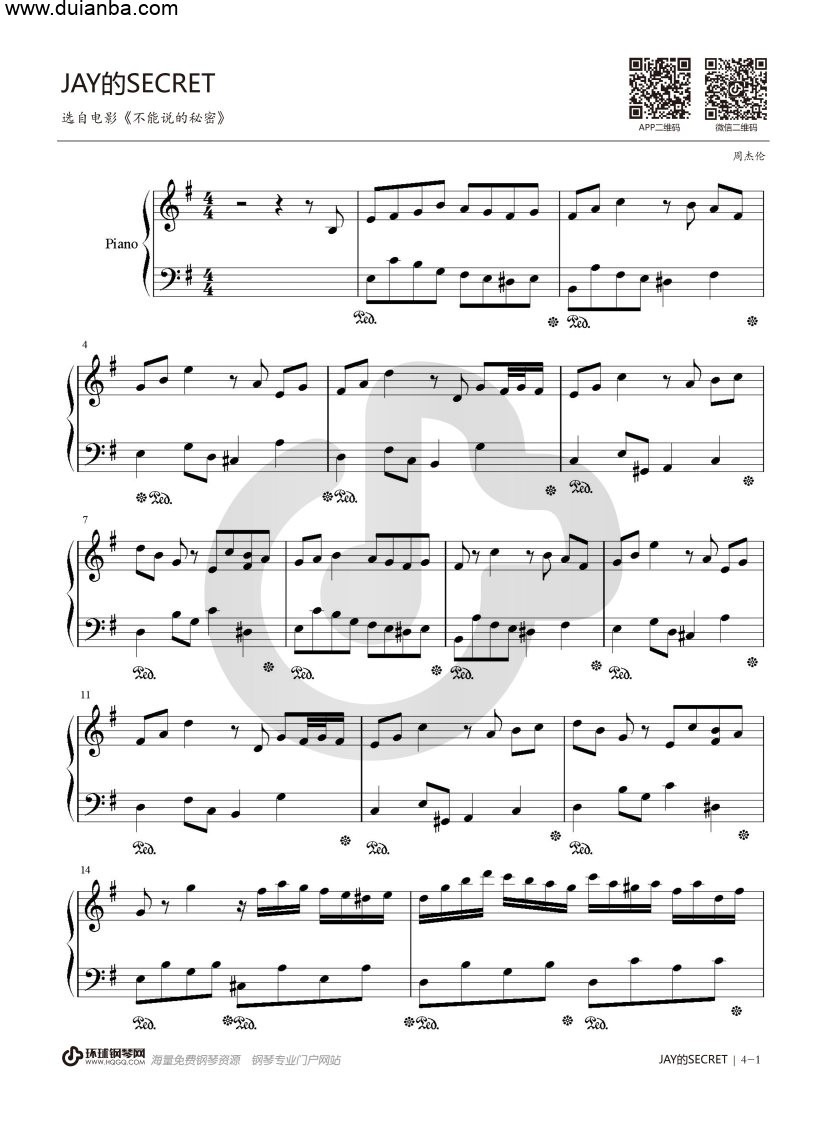 www.duianba.com
JAY的SECRET
选自电影《不能说的秘密》
APP二维码 微信二维码
周杰伦
Piano
4
7
11
14
环球钢琴网
WWW.HQGQ.COM
海量免费钢琴资源 钢琴专业门户网站
JAY的SECRET | 4-1